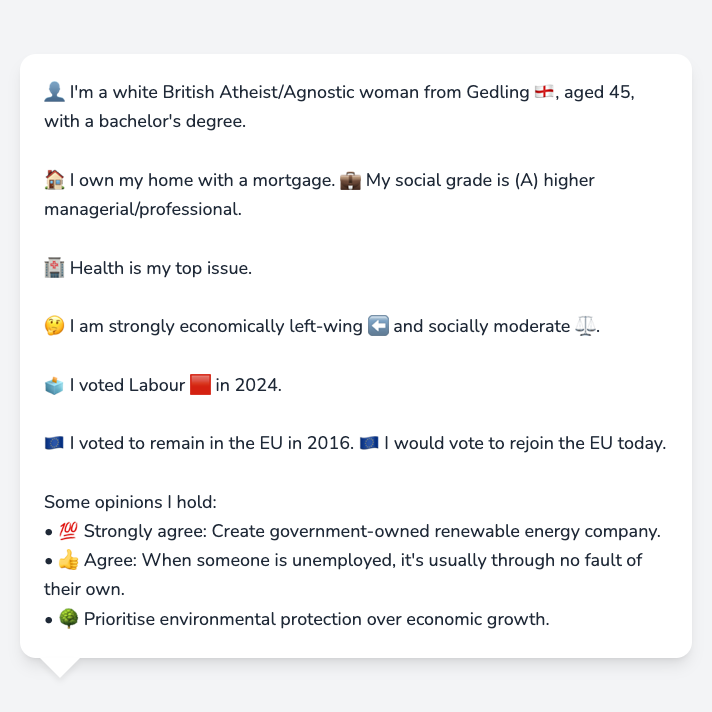 👤 I'm a white British Atheist/Agnostic woman from Gedling 🏴󠁧󠁢󠁥󠁮󠁧󠁿, aged 45,
with a bachelor's degree.
🏠 I own my home with a mortgage. 💼 My social grade is (A) higher
managerial/professional.
🏥 Health is my top issue.
🤔 I am strongly economically left-wing ⬅️ and socially moderate ⚖️.
🗳️ I voted Labour 🟥 in 2024.
🇪🇺 I voted to remain in the EU in 2016. 🇪🇺 I would vote to rejoin the EU today.
Some opinions I hold:
• 💯 Strongly agree: Create government-owned renewable energy company.
• 👍 Agree: When someone is unemployed, it's usually through no fault of
their own.
• 🌳 Prioritise environmental protection over economic growth.